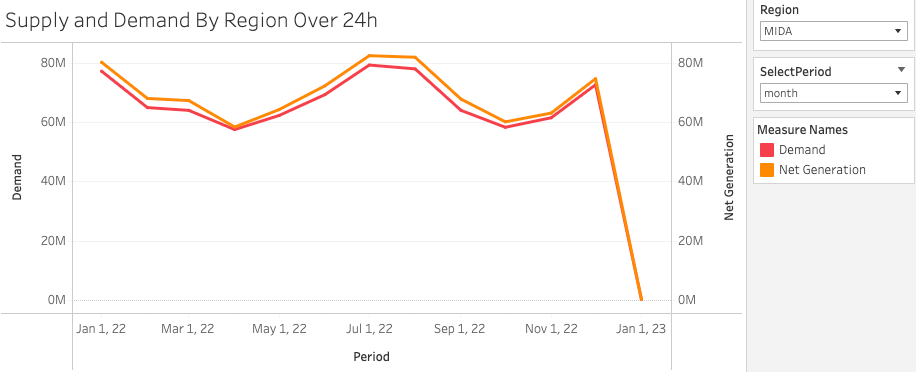 Supply and Demand By Region Over 24h
80M
60M
40M
20M
0M
Demand
80M
60M
40M
20M
0M
Net Generation
Jan 1, 22
Mar 1, 22
May 1, 22
Jul 1, 22
Sep 1, 22
Nov 1, 22
Jan 1, 23
Period
Region
MIDA
SelectPeriod
month
Measure Names
Demand
Net Generation